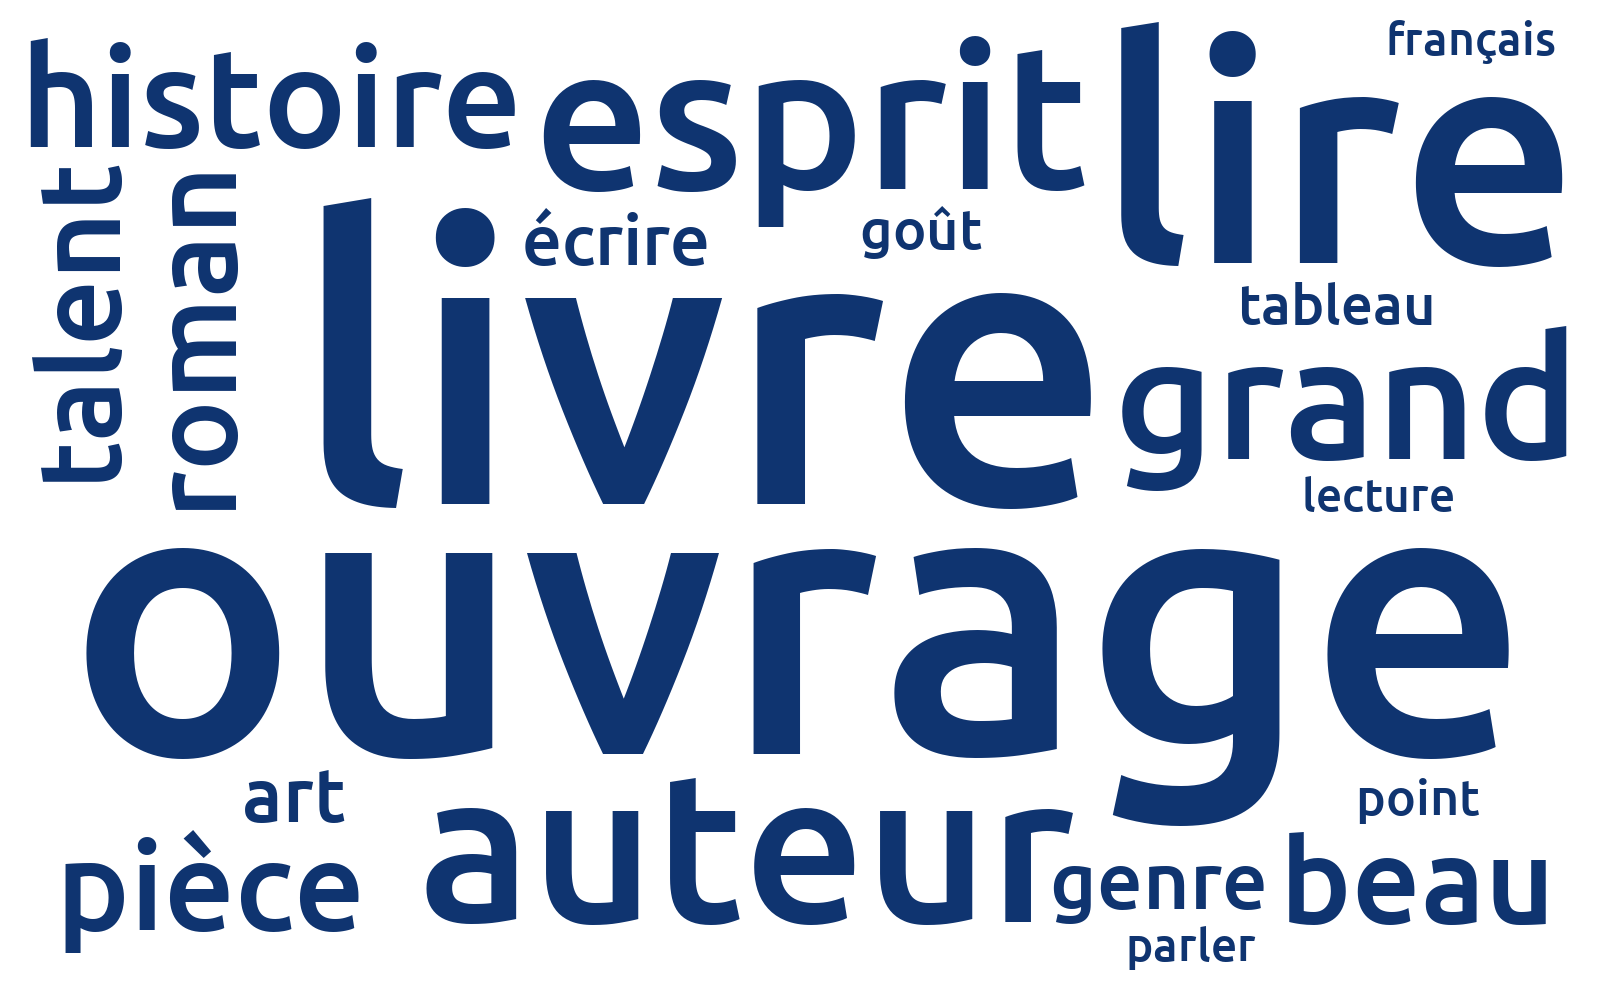 histoire
esprit
lire
français
talent
roman
livre
écrire
goût
tableau
grand
lecture
ouvrage
art
pièce
auteur
genre
parler
point
beau